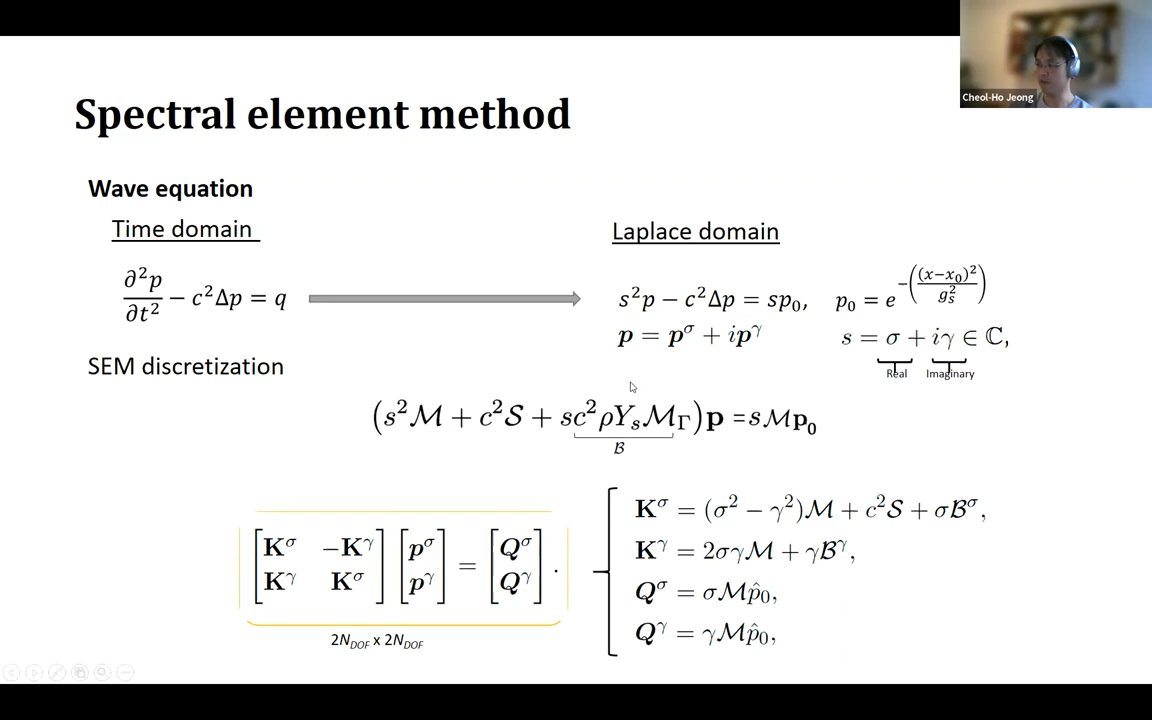 Cheol-Ho Jeong
Spectral element method
Wave equation
Time domain
Laplace domain
∂²p/∂t² − c²Δp = q
s²p − c²Δp = sp₀, p₀ = e^−((x−x₀)²/g_s²)
p = p^σ + ip^γ s = σ + iγ ∈ ℂ,
Real Imaginary
SEM discretization
(s²ℳ + c²𝒮 + sc²ρY_sℳ_Γ)p = sℳp₀
ℬ
[K^σ −K^γ; K^γ K^σ] [p^σ; p^γ] = [Q^σ; Q^γ].
2N_DOF x 2N_DOF
K^σ = (σ² − γ²)ℳ + c²𝒮 + σℬ^σ,
K^γ = 2σγℳ + γℬ^γ,
Q^σ = σℳp̂₀,
Q^γ = γℳp̂₀,